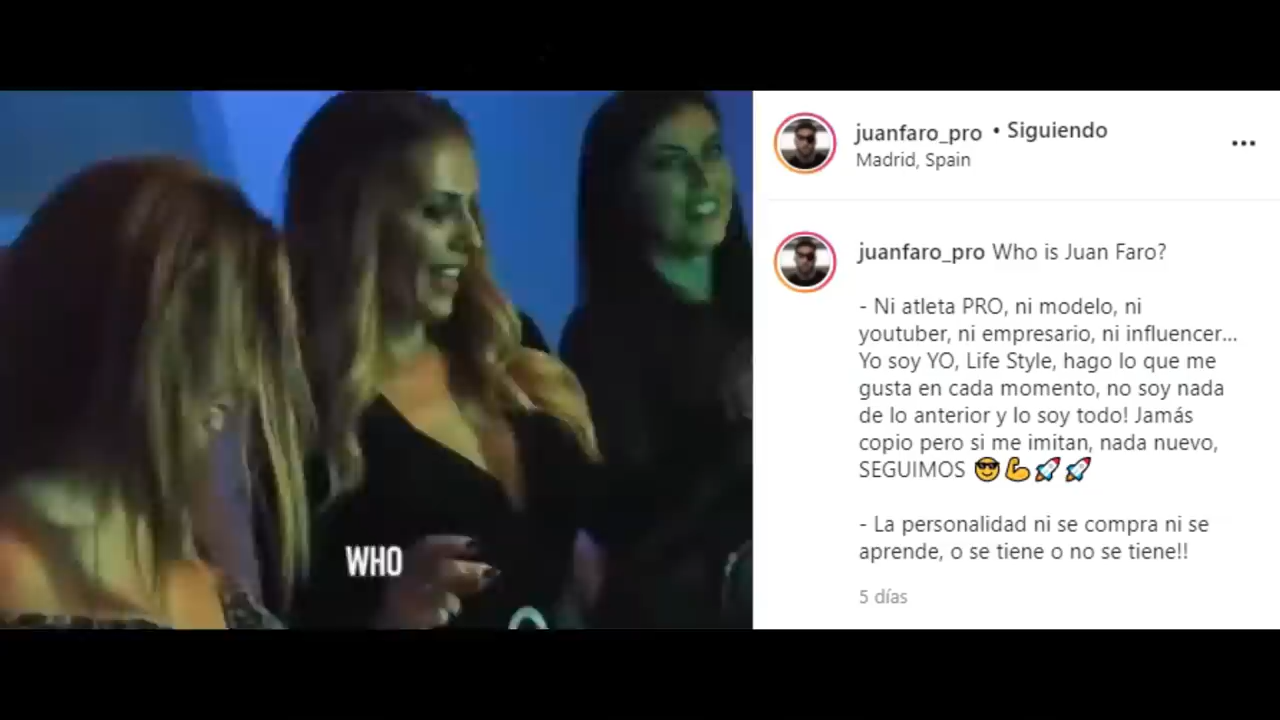 WHO
juanfaro_pro • Siguiendo
Madrid, Spain
juanfaro_pro Who is Juan Faro?
- Ni atleta PRO, ni modelo, ni
youtuber, ni empresario, ni influencer...
Yo soy YO, Life Style, hago lo que me
gusta en cada momento, no soy nada
de lo anterior y lo soy todo! Jamás
copio pero si me imitan, nada nuevo,
SEGUIMOS 😎💪🚀🚀
- La personalidad ni se compra ni se
aprende, o se tiene o no se tiene!!
5 días